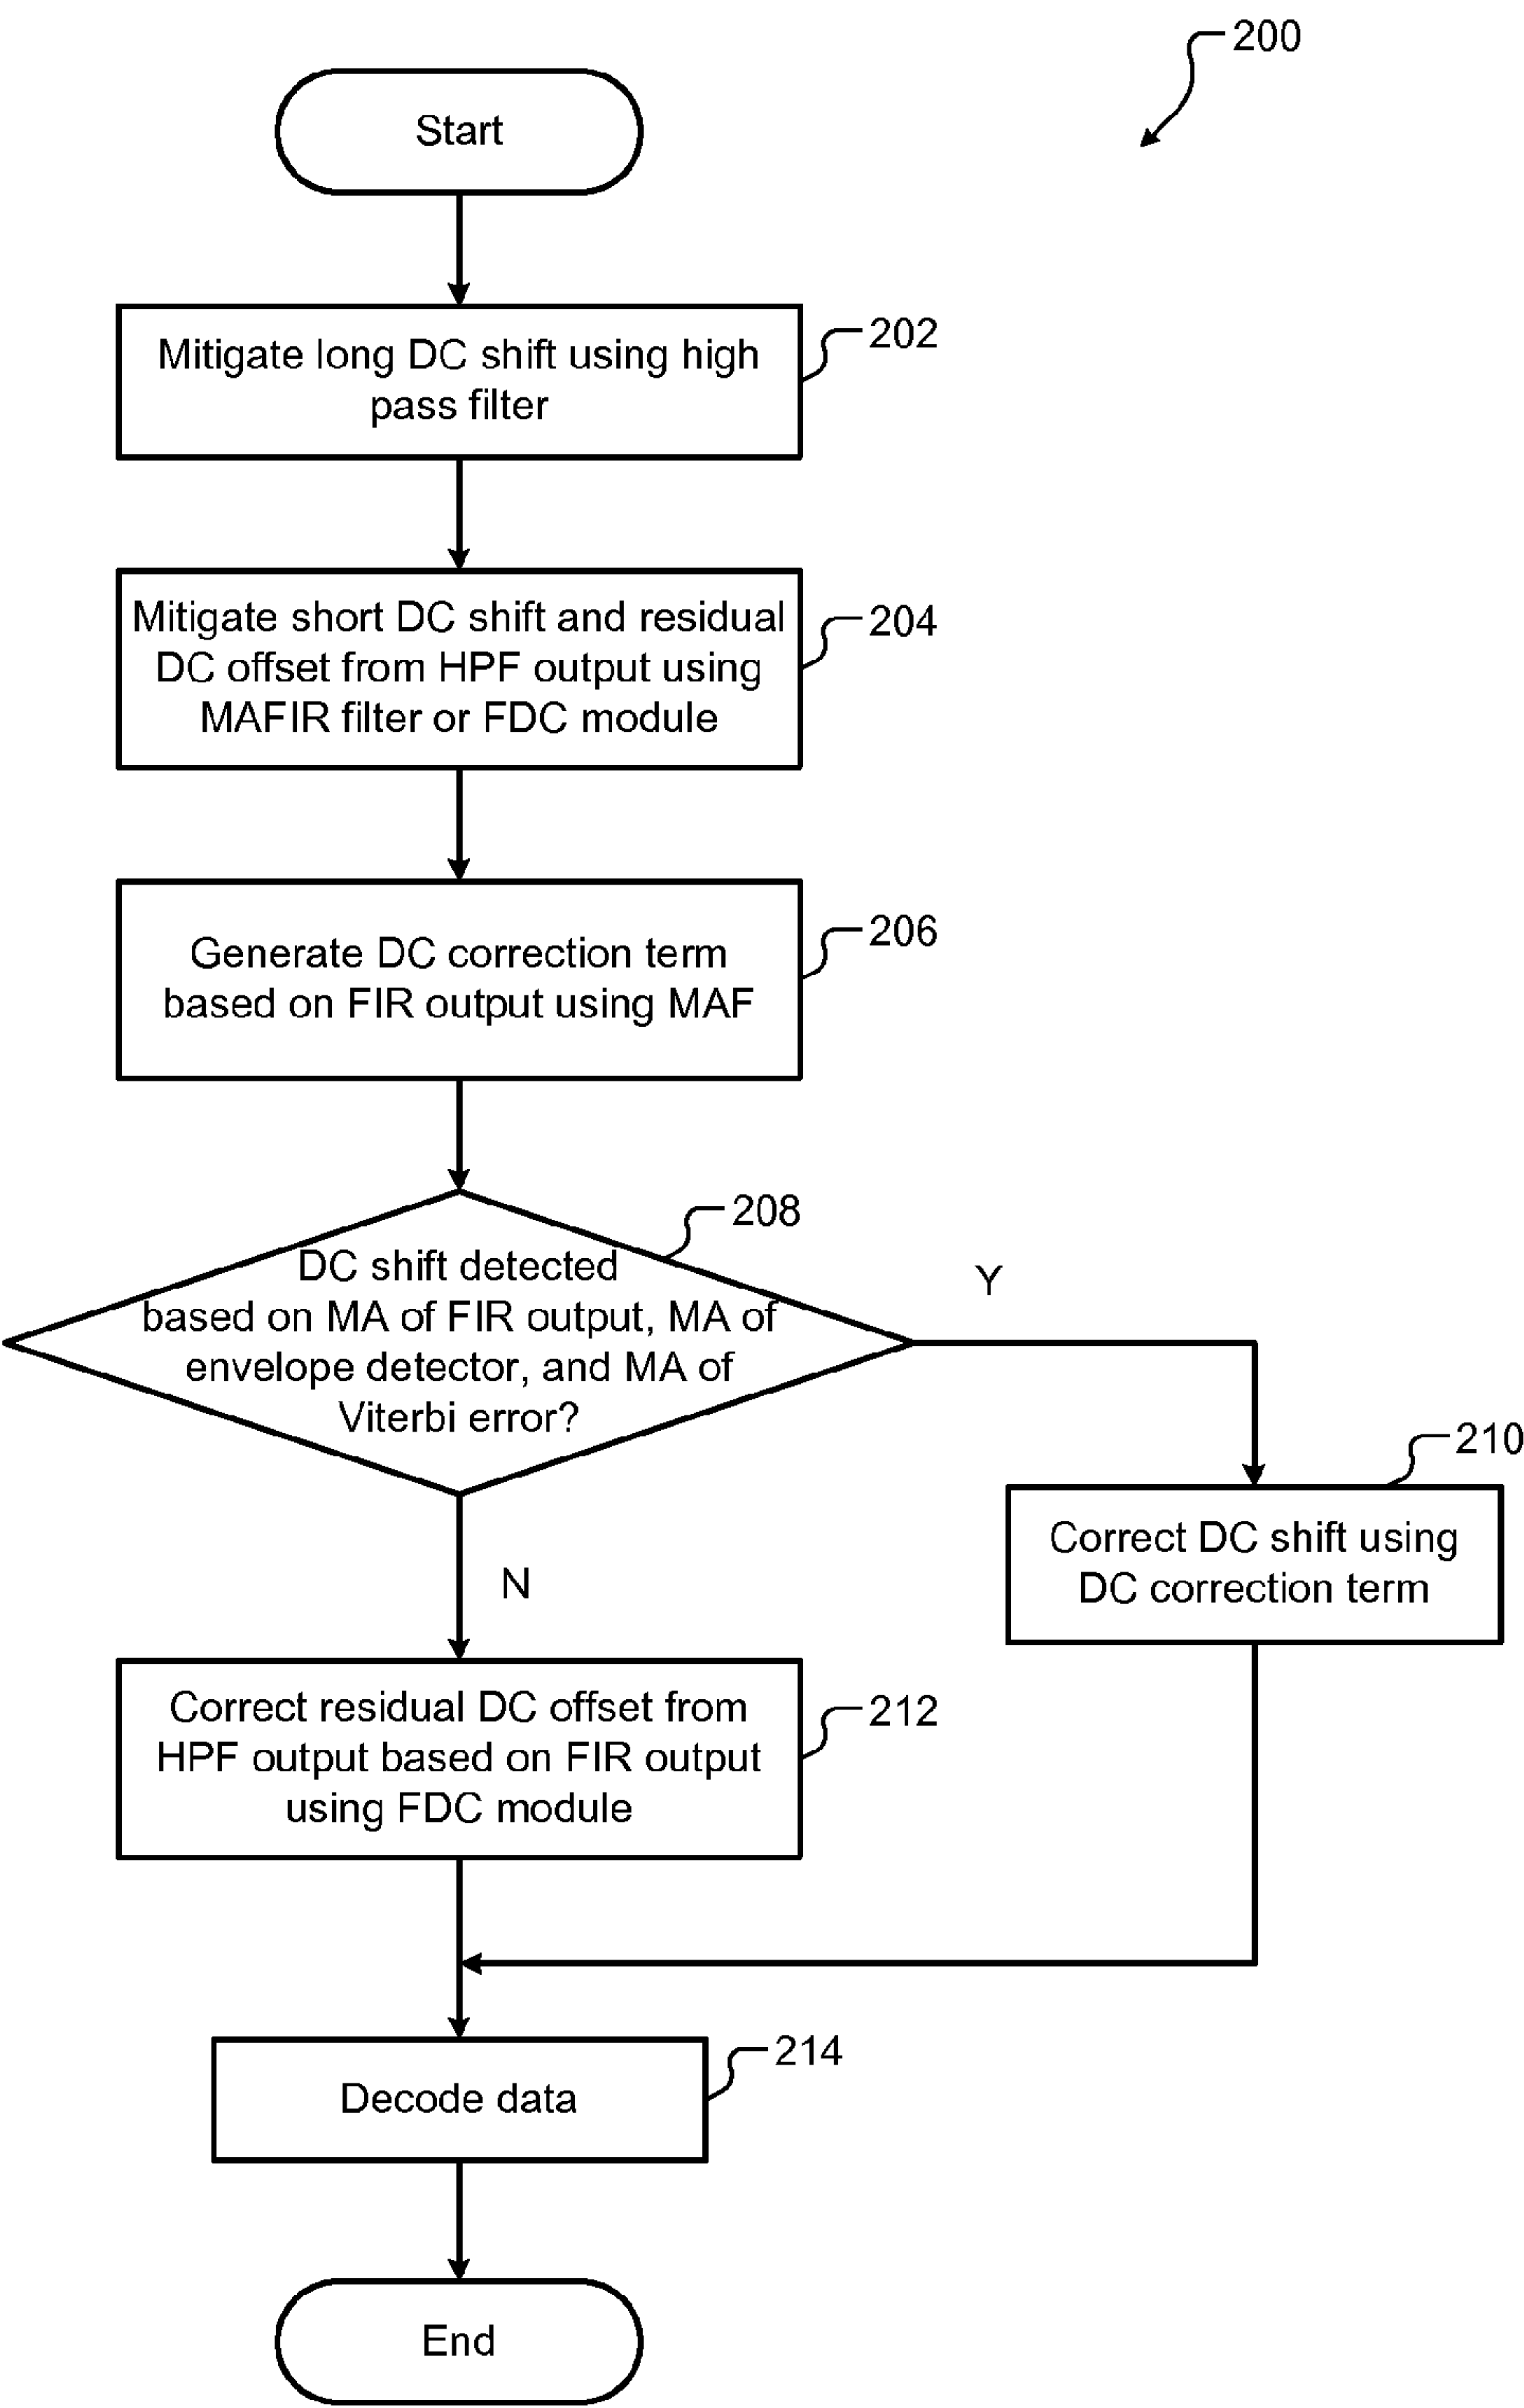 200
Start
Mitigate long DC shift using high
pass filter
202
Mitigate short DC shift and residual
DC offset from HPF output using
MAFIR filter or FDC module
204
Generate DC correction term
based on FIR output using MAF
206
208
DC shift detected
based on MA of FIR output, MA of
envelope detector, and MA of
Viterbi error?
Y
N
210
Correct DC shift using
DC correction term
Correct residual DC offset from
HPF output based on FIR output
using FDC module
212
214
Decode data
End